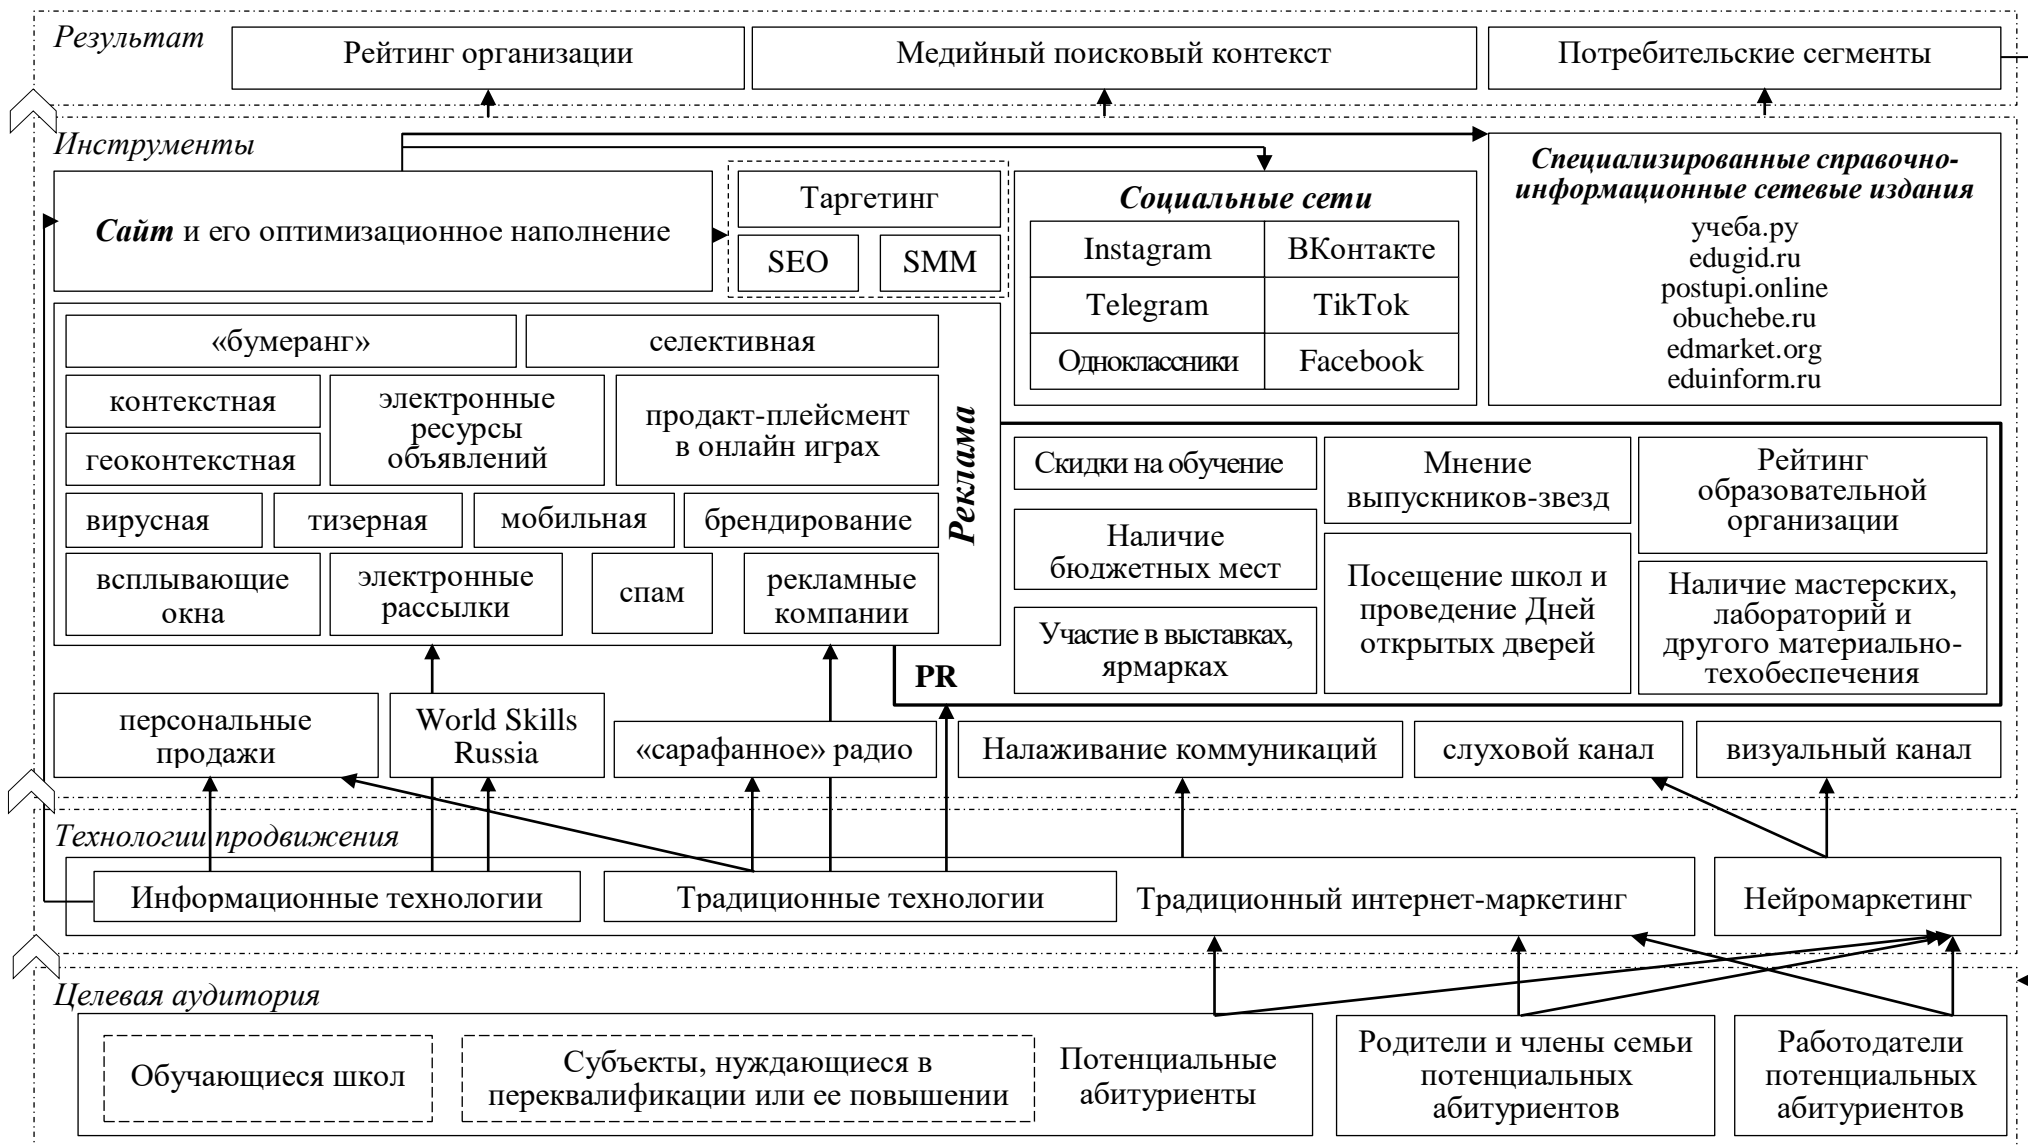 Результат
Рейтинг организации
Медийный поисковый контекст
Потребительские сегменты
Инструменты
Сайт и его оптимизационное наполнение
Таргетинг
SEO
SMM
Социальные сети
Instagram
ВКонтакте
Telegram
TikTok
Одноклассники
Facebook
Специализированные справочно-
информационные сетевые издания
учеба.ру
edugid.ru
postupi.online
obuchebe.ru
edmarket.org
eduinform.ru
«бумеранг»
селективная
контекстная
геоконтекстная
электронные
ресурсы
объявлений
продакт-плейсмент
в онлайн играх
вирусная
тизерная
мобильная
брендирование
всплывающие
окна
электронные
рассылки
спам
рекламные
компании
Реклама
PR
Скидки на обучение
Наличие
бюджетных мест
Участие в выставках,
ярмарках
Мнение
выпускников-звезд
Посещение школ и
проведение Дней
открытых дверей
Рейтинг
образовательной
организации
Наличие мастерских,
лабораторий и
другого материально-
техобеспечения
персональные
продажи
World Skills
Russia
«сарафанное» радио
Налаживание коммуникаций
слуховой канал
визуальный канал
Технологии продвижения
Информационные технологии
Традиционные технологии
Традиционный интернет-маркетинг
Нейромаркетинг
Целевая аудитория
Обучающиеся школ
Субъекты, нуждающиеся в
переквалификации или ее повышении
Потенциальные
абитуриенты
Родители и члены семьи
потенциальных
абитуриентов
Работодатели
потенциальных
абитуриентов